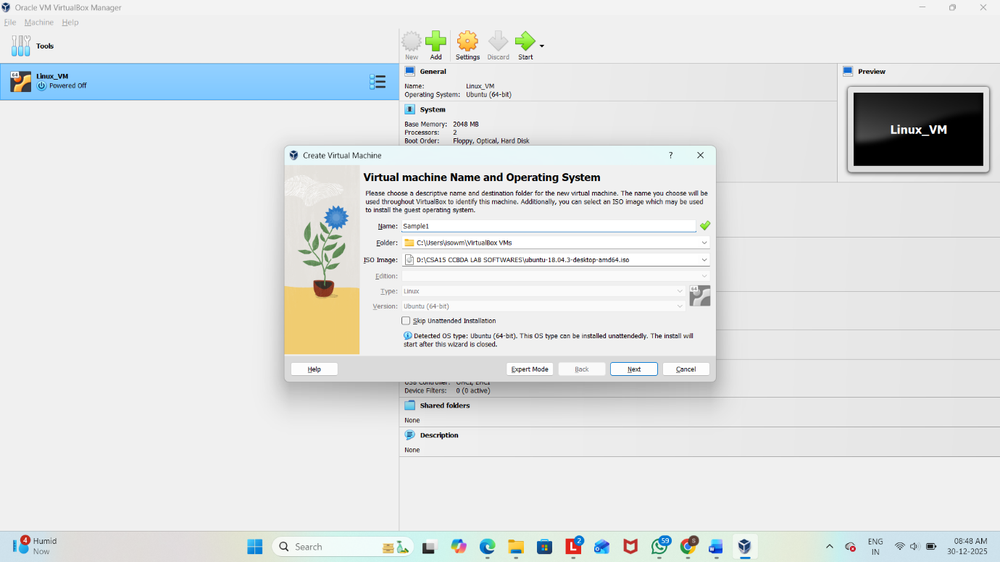 Oracle VM VirtualBox Manager
File Machine Help
Tools
New Add Settings Discard Start
64 Linux_VM
Powered Off
General
Name: Linux_VM
Operating System: Ubuntu (64-bit)
System
Base Memory: 2048 MB
Processors: 2
Boot Order: Floppy, Optical, Hard Disk
Preview
Linux_VM
Create Virtual Machine ?
Virtual machine Name and Operating System
Please choose a descriptive name and destination folder for the new virtual machine. The name you choose will be
used throughout VirtualBox to identify this machine. Additionally, you can select an ISO image which may be used
to install the guest operating system.
Name: Sample1
Folder: C:\Users\isowm\VirtualBox VMs
ISO Image: D:\CSA15 CCBDA LAB SOFTWARES\ubuntu-18.04.3-desktop-amd64.iso
Edition:
Type: Linux
Version: Ubuntu (64-bit)
64
Skip Unattended Installation
Detected OS type: Ubuntu (64-bit). This OS type can be installed unattendedly. The install will
start after this wizard is closed.
Help Expert Mode Back Next Cancel
USB Controller: OHCI, EHCI
Device Filters: 0 (0 active)
Shared folders
None
Description
None
4 Humid
Now
Search
2
59
S
ENG
IN
08:48 AM
30-12-2025